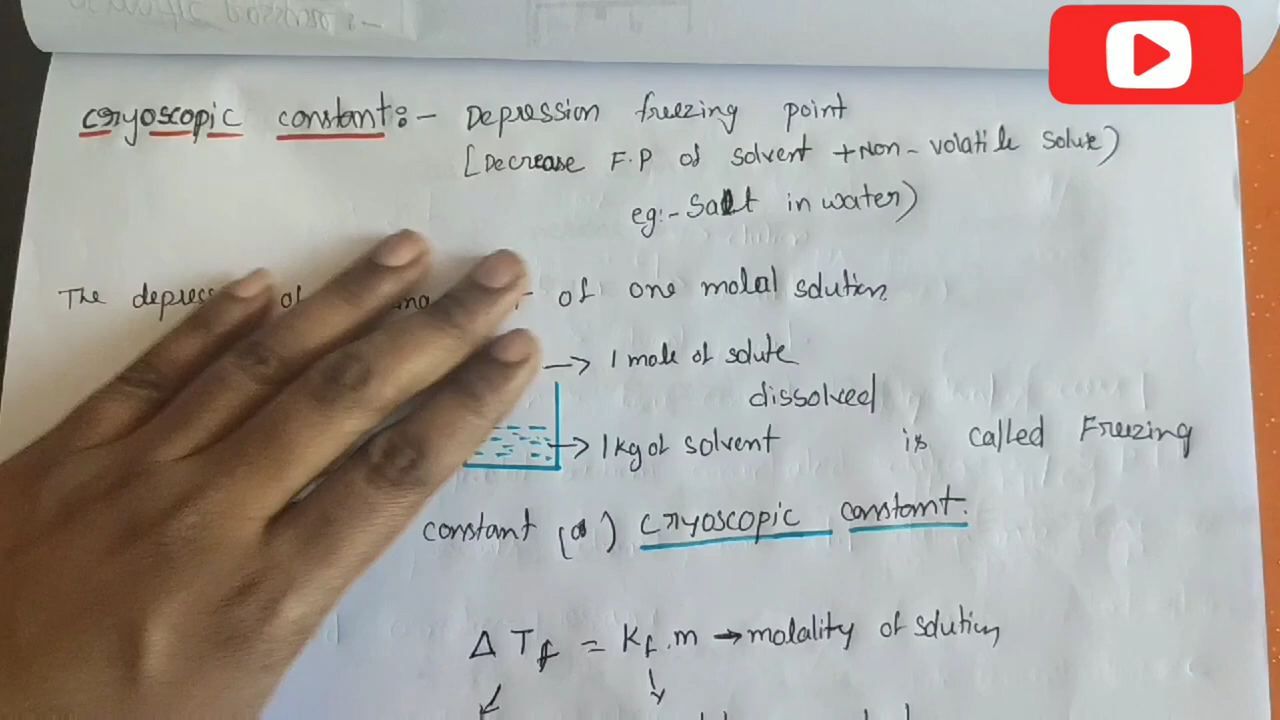 cryoscopic constant:- Depression freezing point
[Decrease F.P of solvent + Non-volatile solute)
eg:- Salt in water)
The of one molal solution
→ 1 mole of solute
dissolved
→ 1 kg of solvent is called Freezing
constant (or) cryoscopic constant.
Δ Tf = Kf.m → molality of solution